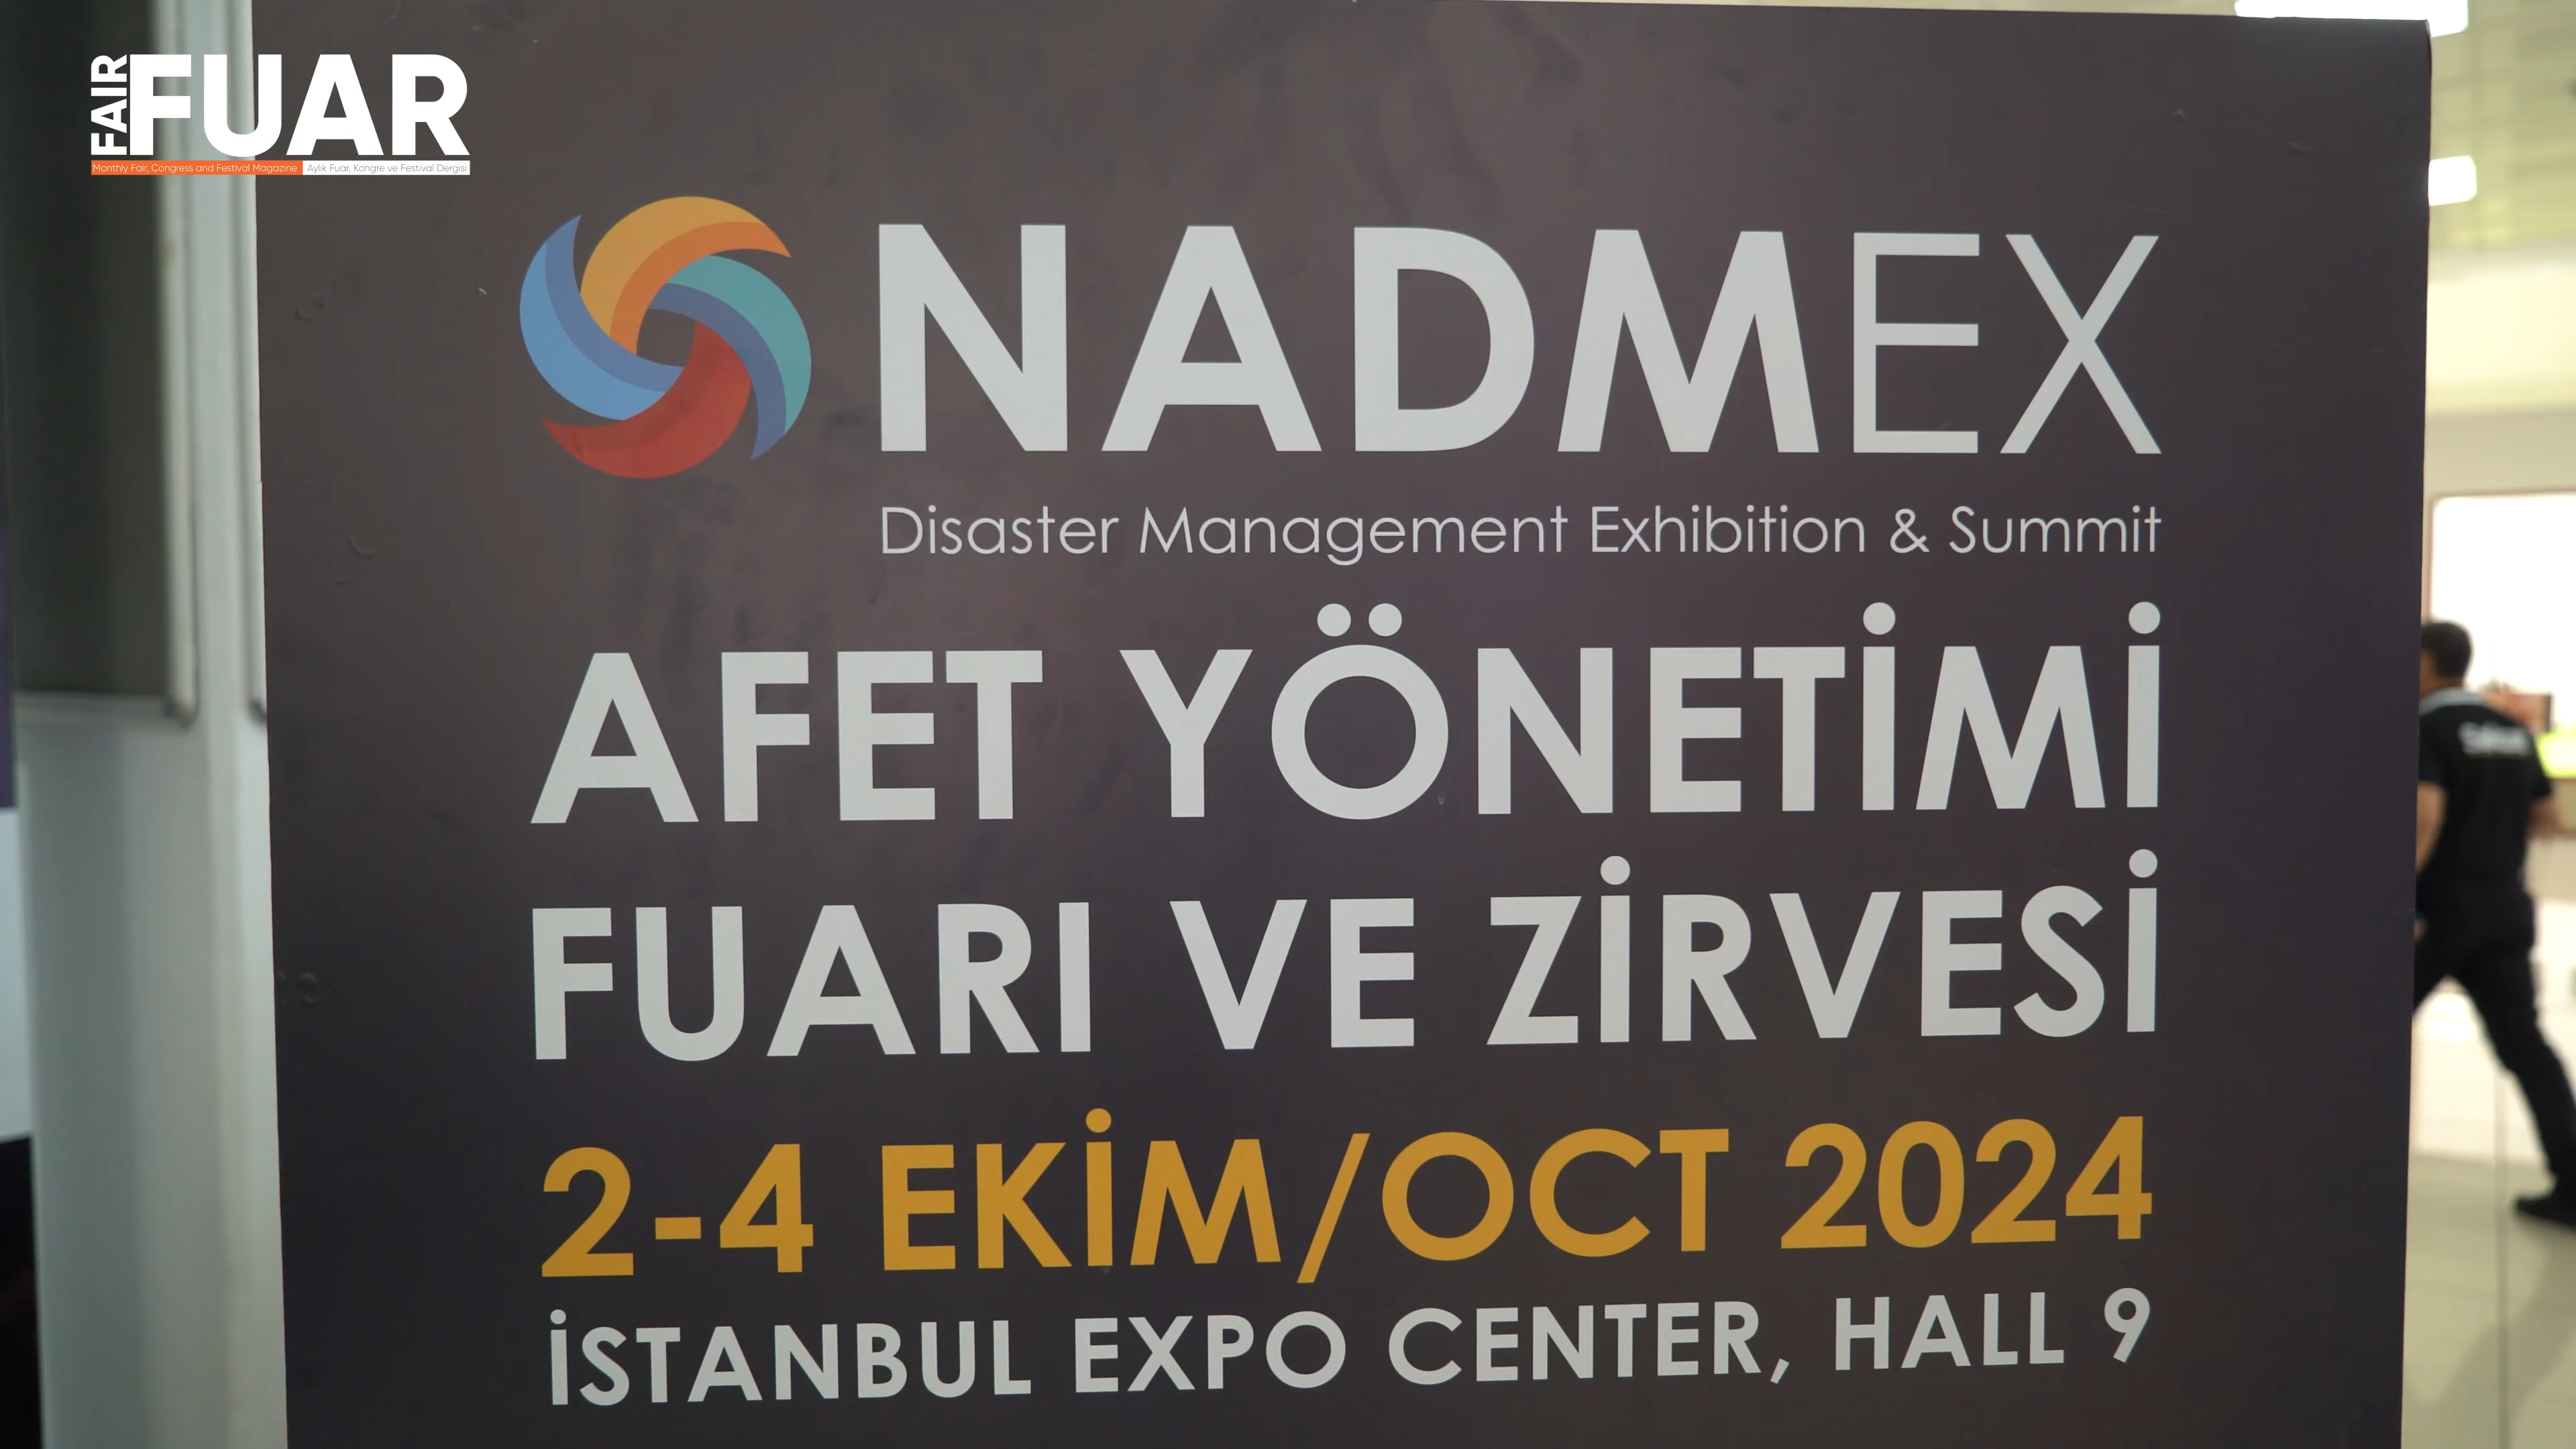 FAIR
FUAR
Monthly Fair, Congress and Festival Magazine
Aylık Fuar, Kongre ve Festival Dergisi
NADMEX
Disaster Management Exhibition & Summit
AFET YÖNETİMİ
FUARI VE ZİRVESİ
2-4 EKİM/OCT 2024
İSTANBUL EXPO CENTER, HALL 9